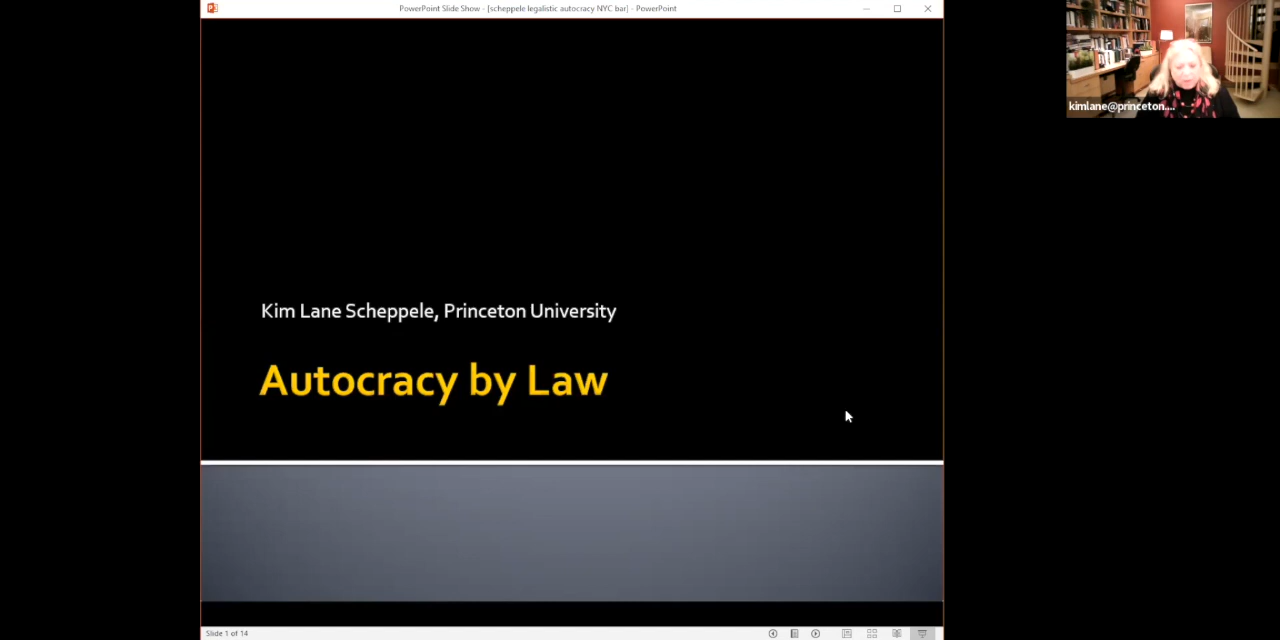 PowerPoint Slide Show - [scheppele legalistic autocracy NYC bar] - PowerPoint
kimlane@princeton....
Kim Lane Scheppele, Princeton University
Autocracy by Law
Slide 1 of 14